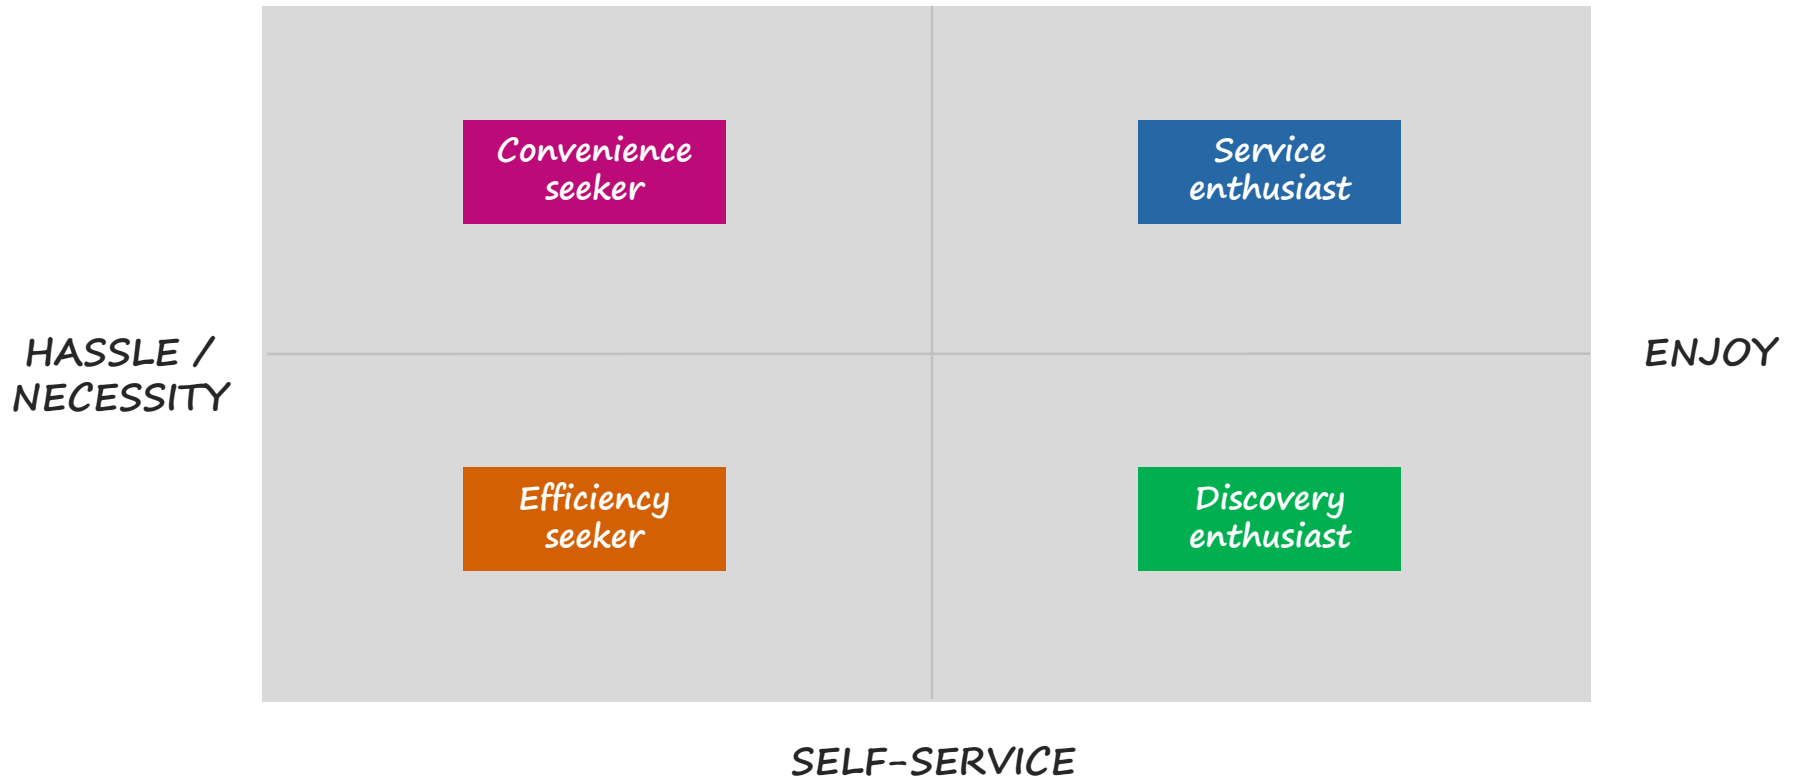 Convenience
seeker
Service
enthusiast
HASSLE /
NECESSITY
ENJOY
Efficiency
seeker
Discovery
enthusiast
SELF-SERVICE